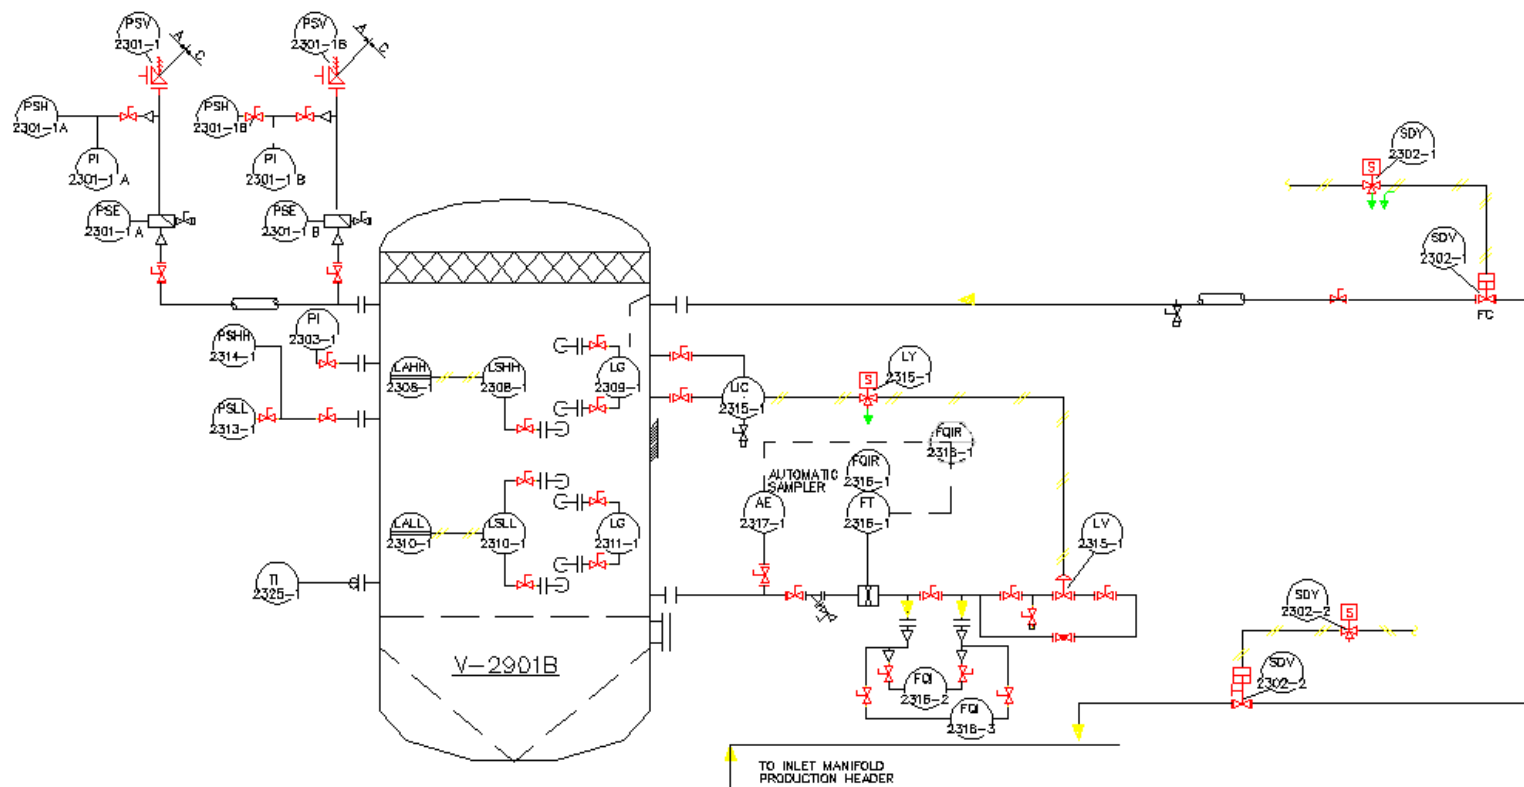 PSV
2301-1
A
C
PSV
2301-1B
A
C
PSH
2301-1A
PSH
2301-1B
PI
2301-1 A
PI
2301-1 B
PSE
2301-1 A
PSE
2301-1 B
SDY
2302-1
S
SDV
2302-1
FC
PI
2303-1
PSHH
2314-1
PSLL
2313-1
LAHH
2308-1
LSHH
2308-1
LG
2309-1
LIC
2315-1
S
LY
2315-1
FQIR
2316-1
AUTOMATIC
SAMPLER
FQIR
2316-1
AE
2317-1
FT
2316-1
LALL
2310-1
LSLL
2310-1
LG
2311-1
LV
2315-1
TI
2325-1
SDY
2302-2
S
SDV
2302-2
FQI
2316-2
FQI
2316-3
V-2901B
TO INLET MANIFOLD
PRODUCTION HEADER